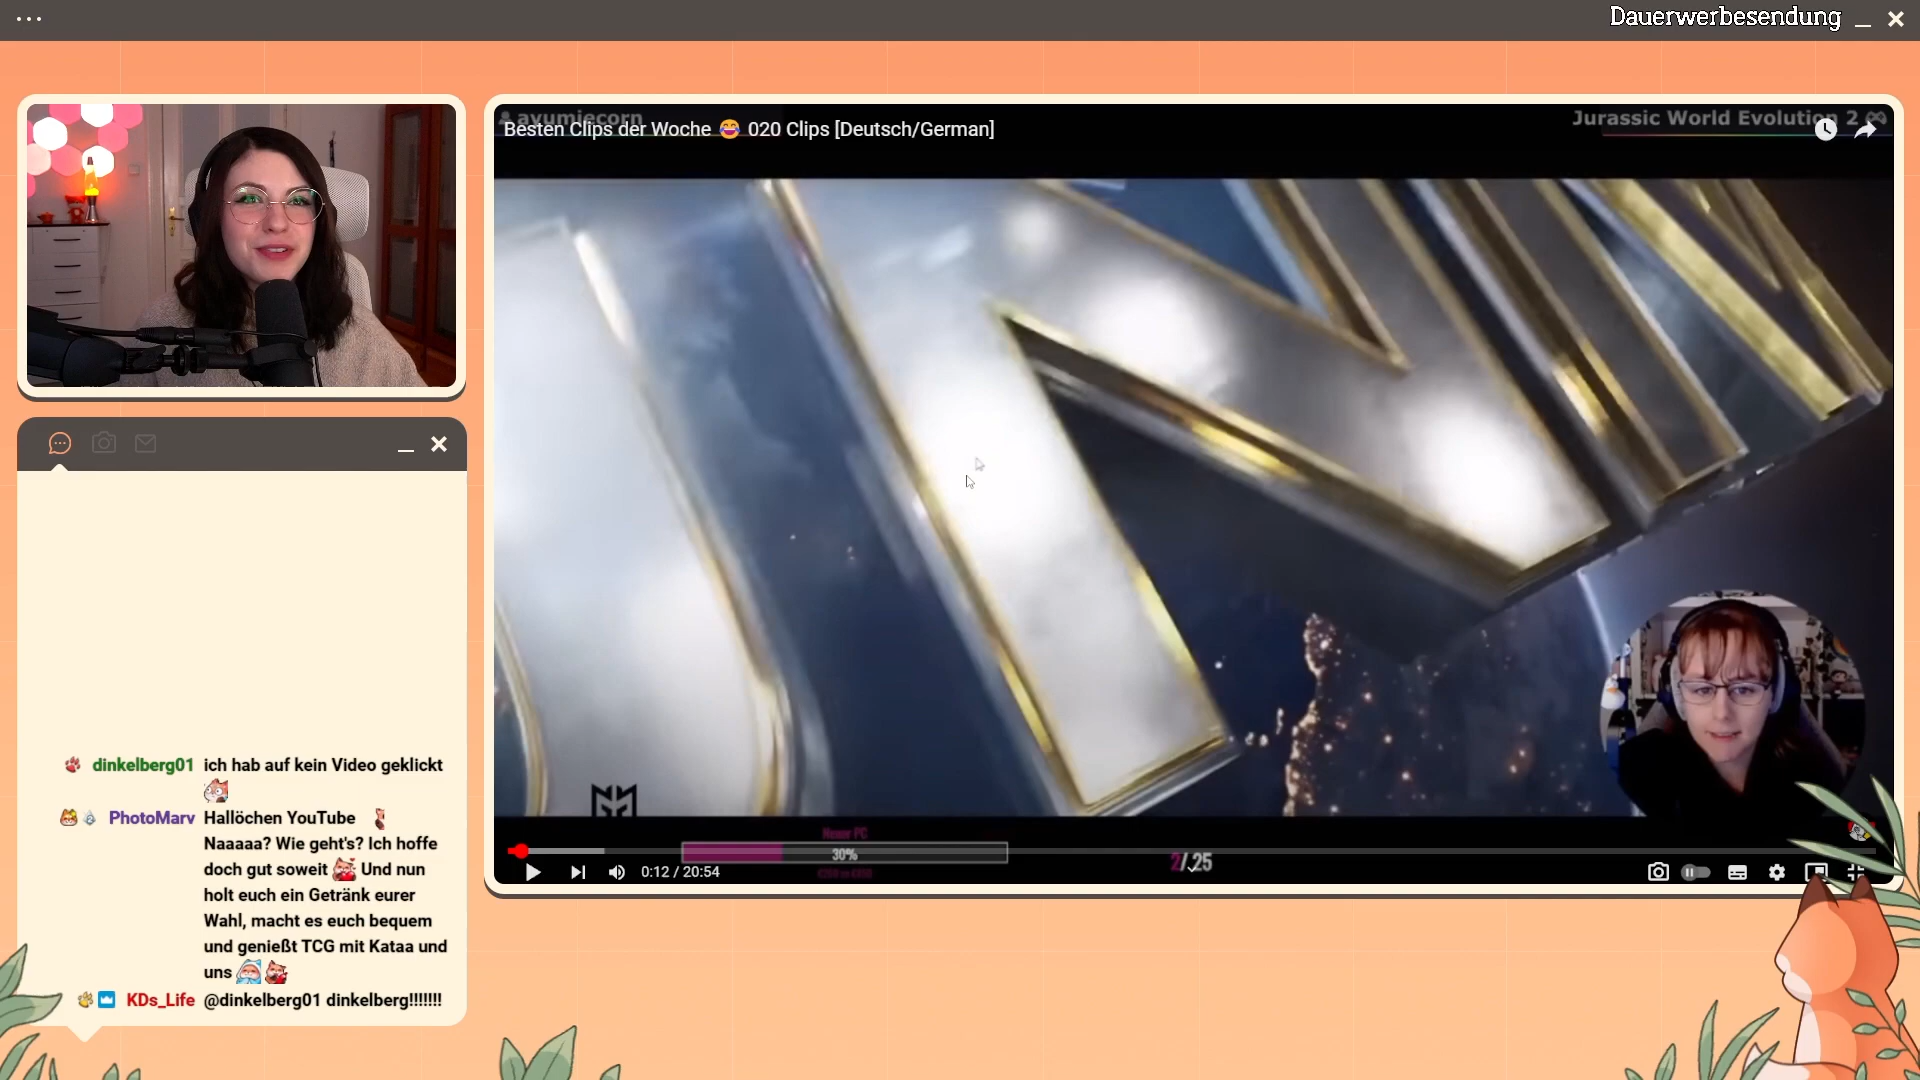 Dauerwerbesendung
ayumiecorn
Besten Clips der Woche 😂 020 Clips [Deutsch/German]
Jurassic World Evolution 2
dinkelberg01 ich hab auf kein Video geklickt
PhotoMarv Hallöchen YouTube
Naaaaa? Wie geht's? Ich hoffe
doch gut soweit Und nun
holt euch ein Getränk eurer
Wahl, macht es euch bequem
und genießt TCG mit Kataa und
uns
KDs_Life @dinkelberg01 dinkelberg!!!!!!!
Neuer PC
30%
2/25
0:12 / 20:54